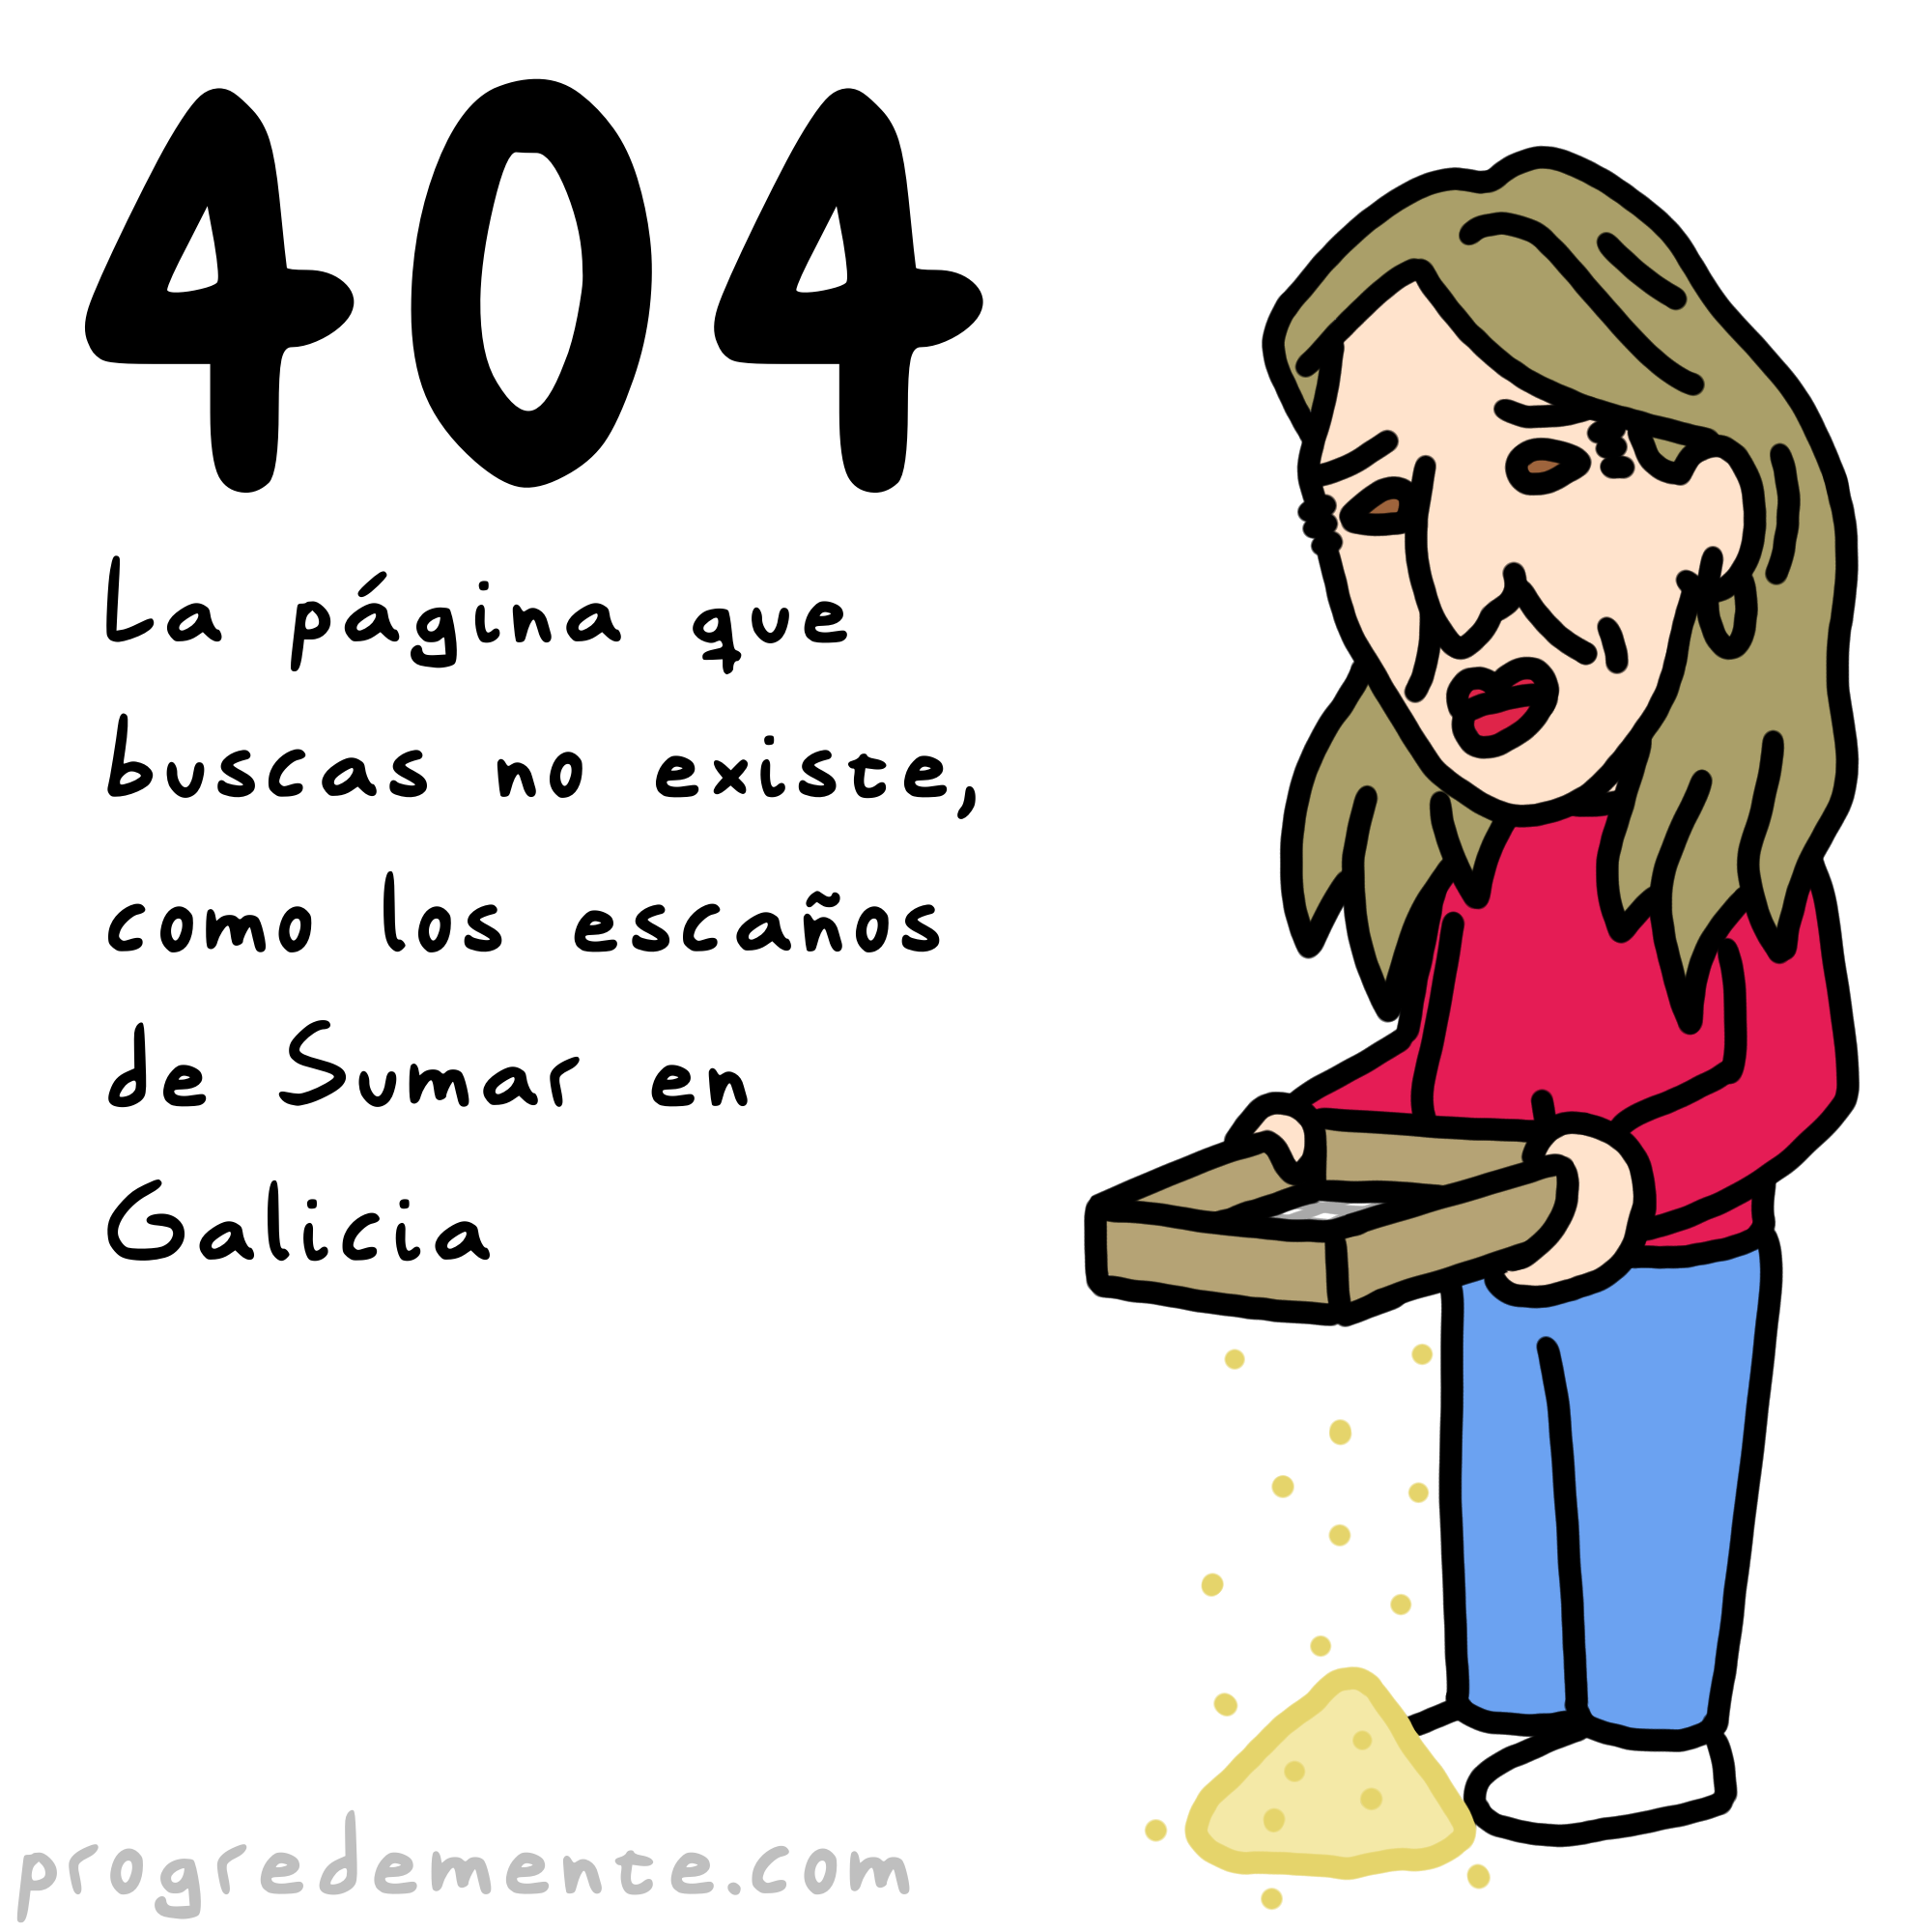 404
La página que
buscas no existe,
como los escaños
de Sumar en
Galicia
progredemente.com